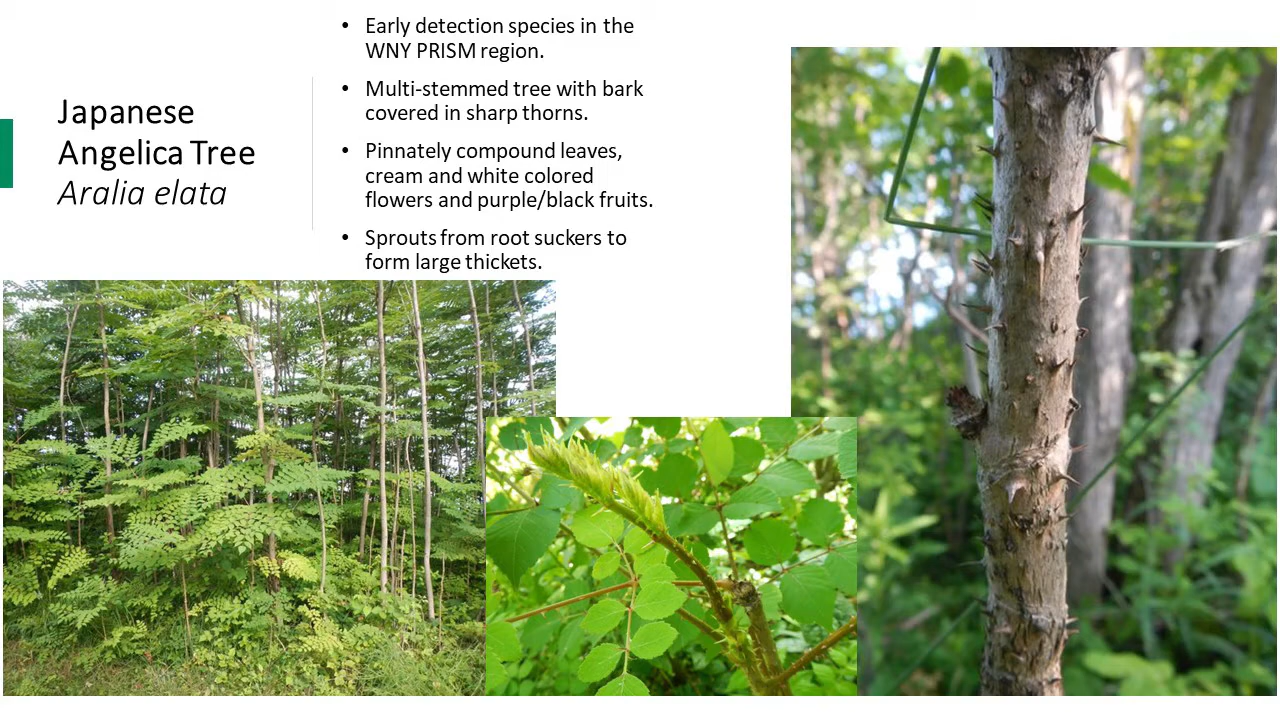 Japanese
Angelica Tree
Aralia elata
• Early detection species in the
WNY PRISM region.
• Multi-stemmed tree with bark
covered in sharp thorns.
• Pinnately compound leaves,
cream and white colored
flowers and purple/black fruits.
• Sprouts from root suckers to
form large thickets.